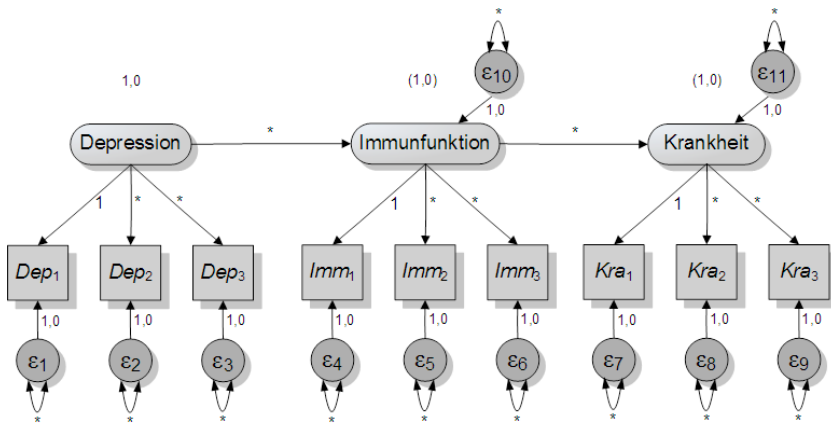 * *
ε10 ε11
1,0 (1,0) (1,0)
1,0 1,0
* *
Depression Immunfunktion Krankheit
1 * * 1 * * 1 * *
Dep1 Dep2 Dep3 Imm1 Imm2 Imm3 Kra1 Kra2 Kra3
1,0 1,0 1,0 1,0 1,0 1,0 1,0 1,0 1,0
ε1 ε2 ε3 ε4 ε5 ε6 ε7 ε8 ε9
* * * * * * * * *